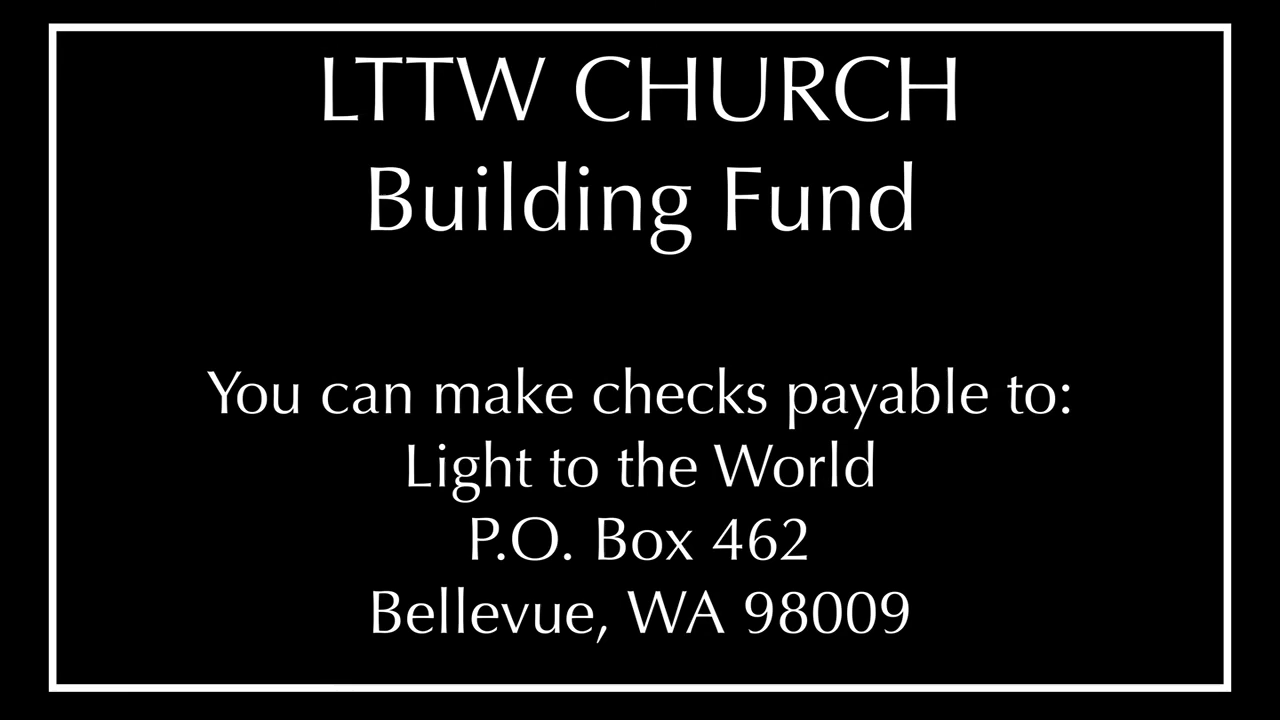 LTTW CHURCH
Building Fund
You can make checks payable to:
Light to the World
P.O. Box 462
Bellevue, WA 98009